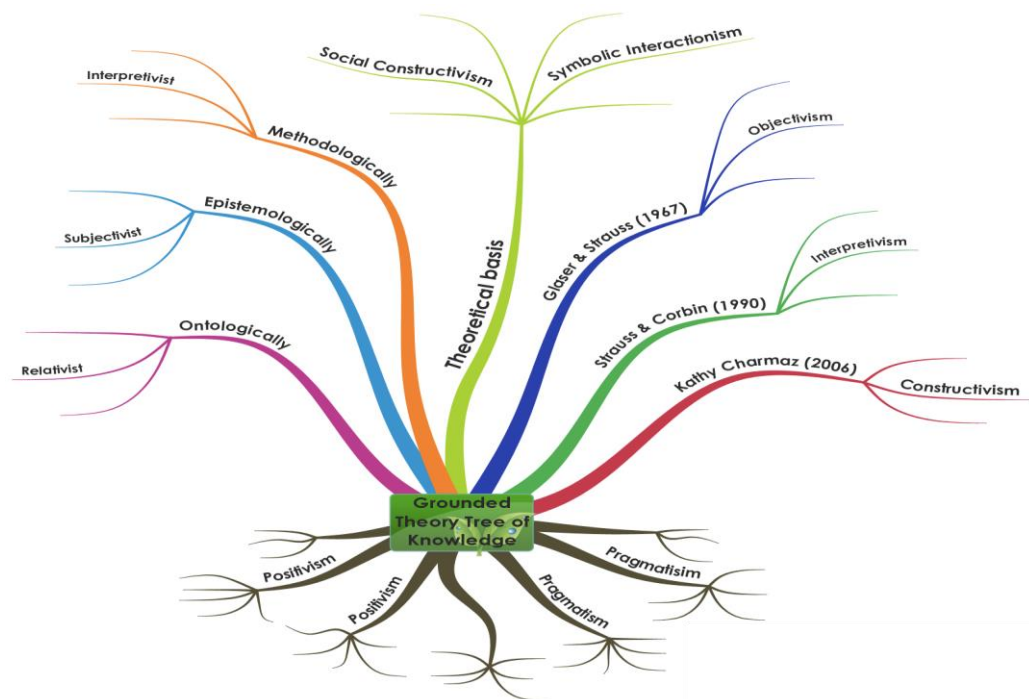 Social Constructivism
Symbolic Interactionism
Interpretivist
Methodologically
Theoretical basis
Objectivism
Glaser & Strauss (1967)
Subjectivist
Epistemologically
Interpretivism
Strauss & Corbin (1990)
Relativist
Ontologically
Constructivism
Kathy Charmaz (2006)
Grounded
Theory Tree of
Knowledge
Positivism
Positivism
Pragmatism
Pragmatisim